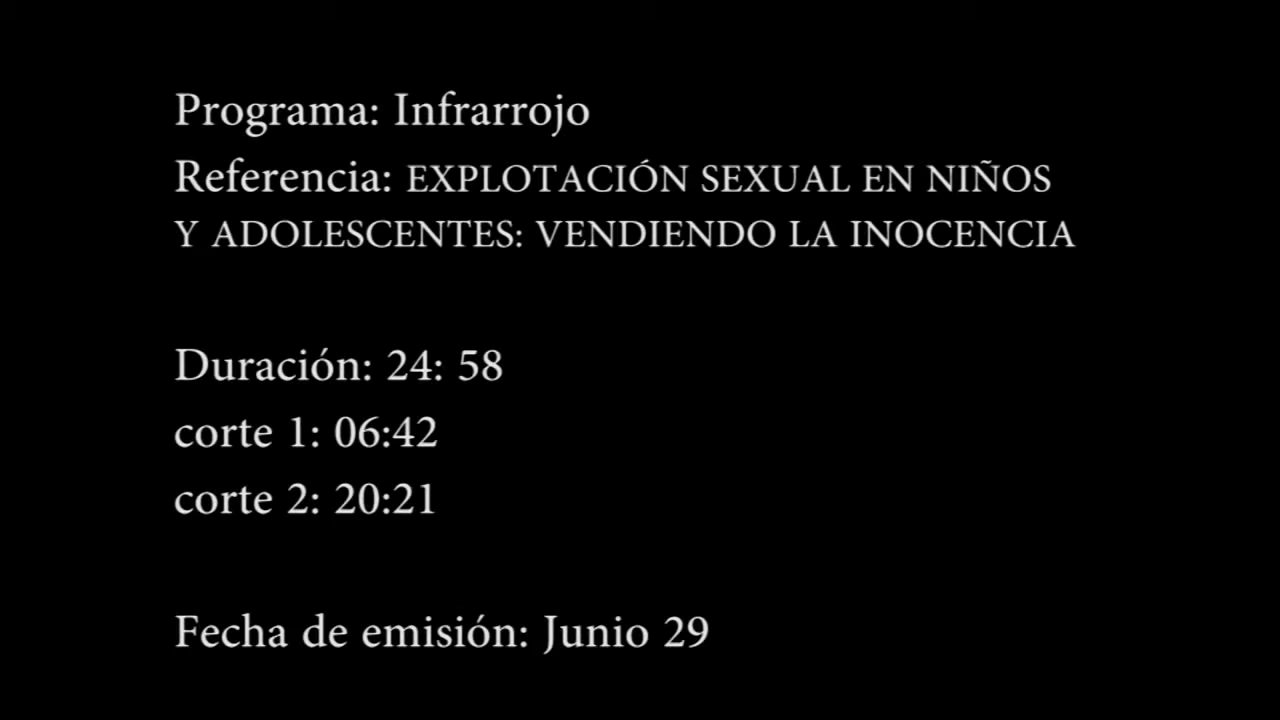 Programa: Infrarrojo
Referencia: EXPLOTACIÓN SEXUAL EN NIÑOS
Y ADOLESCENTES: VENDIENDO LA INOCENCIA
Duración: 24: 58
corte 1: 06:42
corte 2: 20:21
Fecha de emisión: Junio 29